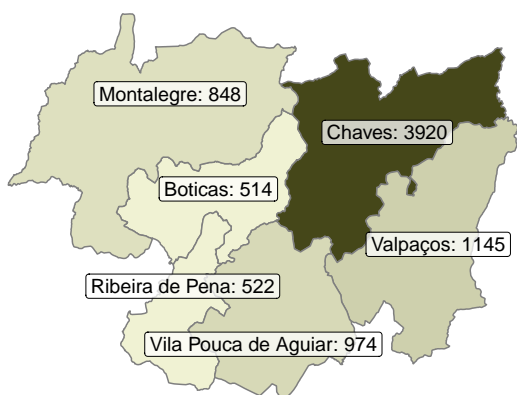 Montalegre: 848
Chaves: 3920
Boticas: 514
Valpaços: 1145
Ribeira de Pena: 522
Vila Pouca de Aguiar: 974